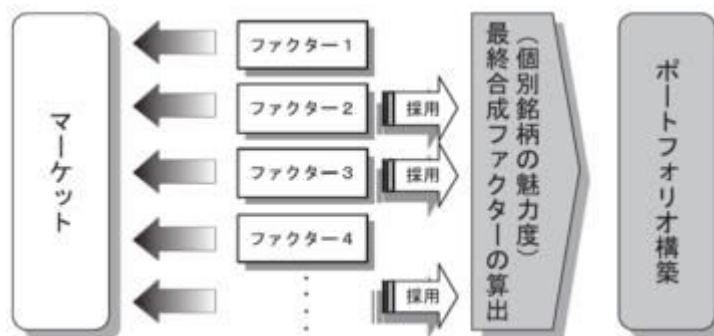 マーケット
ファクター1
ファクター2
採用
ファクター3
採用
ファクター4
採用
最終合成ファクターの算出
（個別銘柄の魅力度）
ポートフォリオ構築